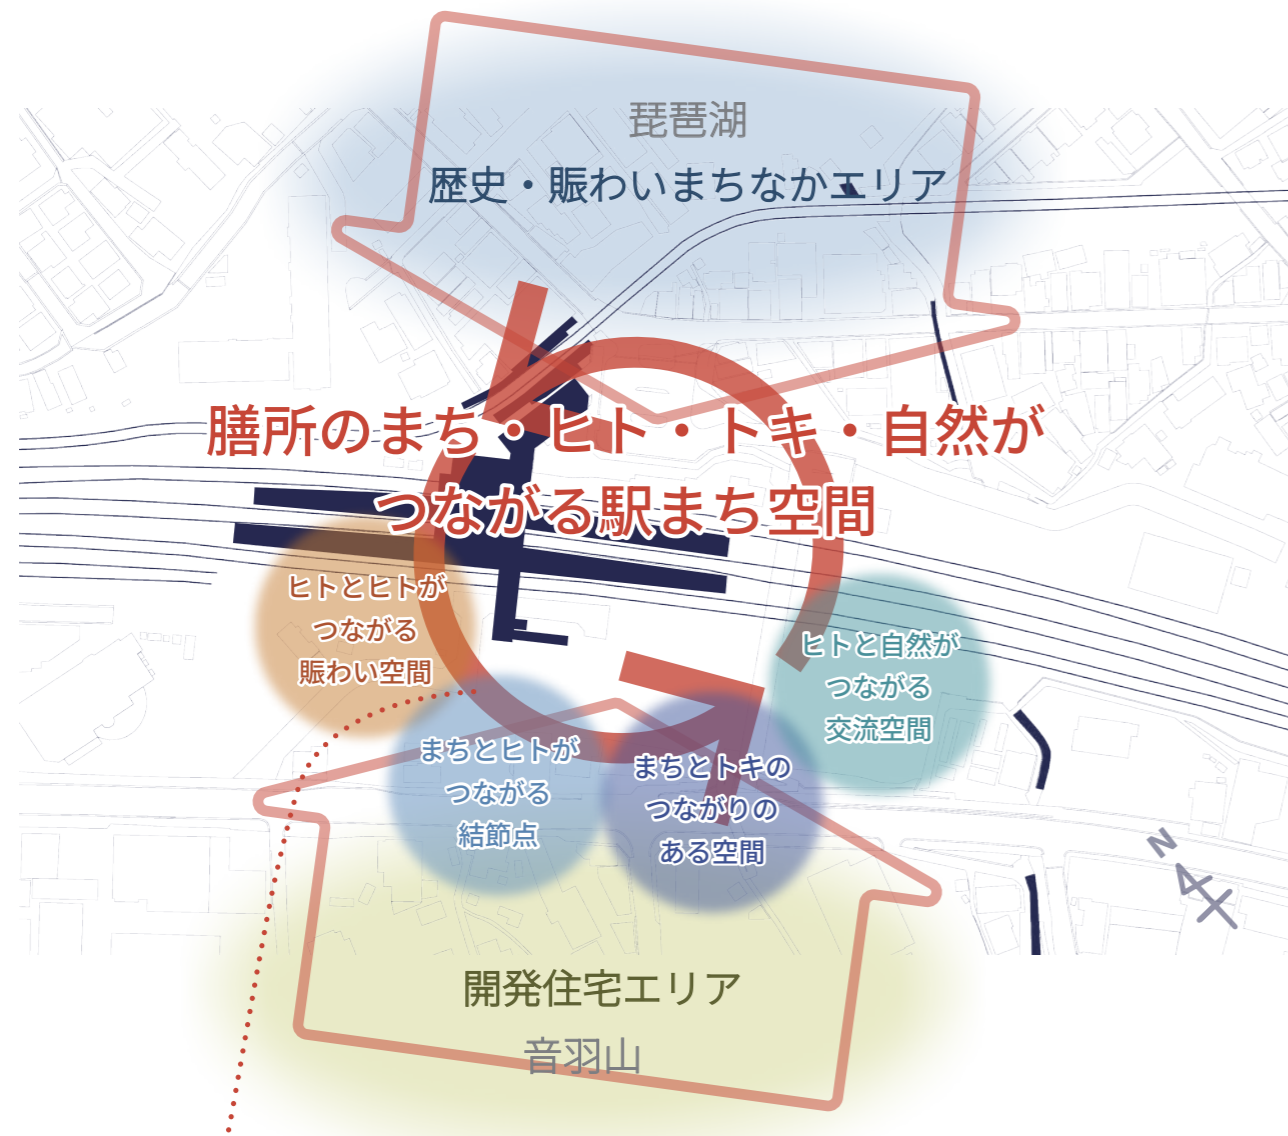 琵琶湖
歴史・賑わいまちなかエリア
膳所のまち・ヒト・トキ・自然が
つながる駅まち空間
ヒトとヒトが
つながる
賑わい空間
ヒトと自然が
つながる
交流空間
まちとヒトが
つながる
結節点
まちとトキの
つながりの
ある空間
N
開発住宅エリア
音羽山